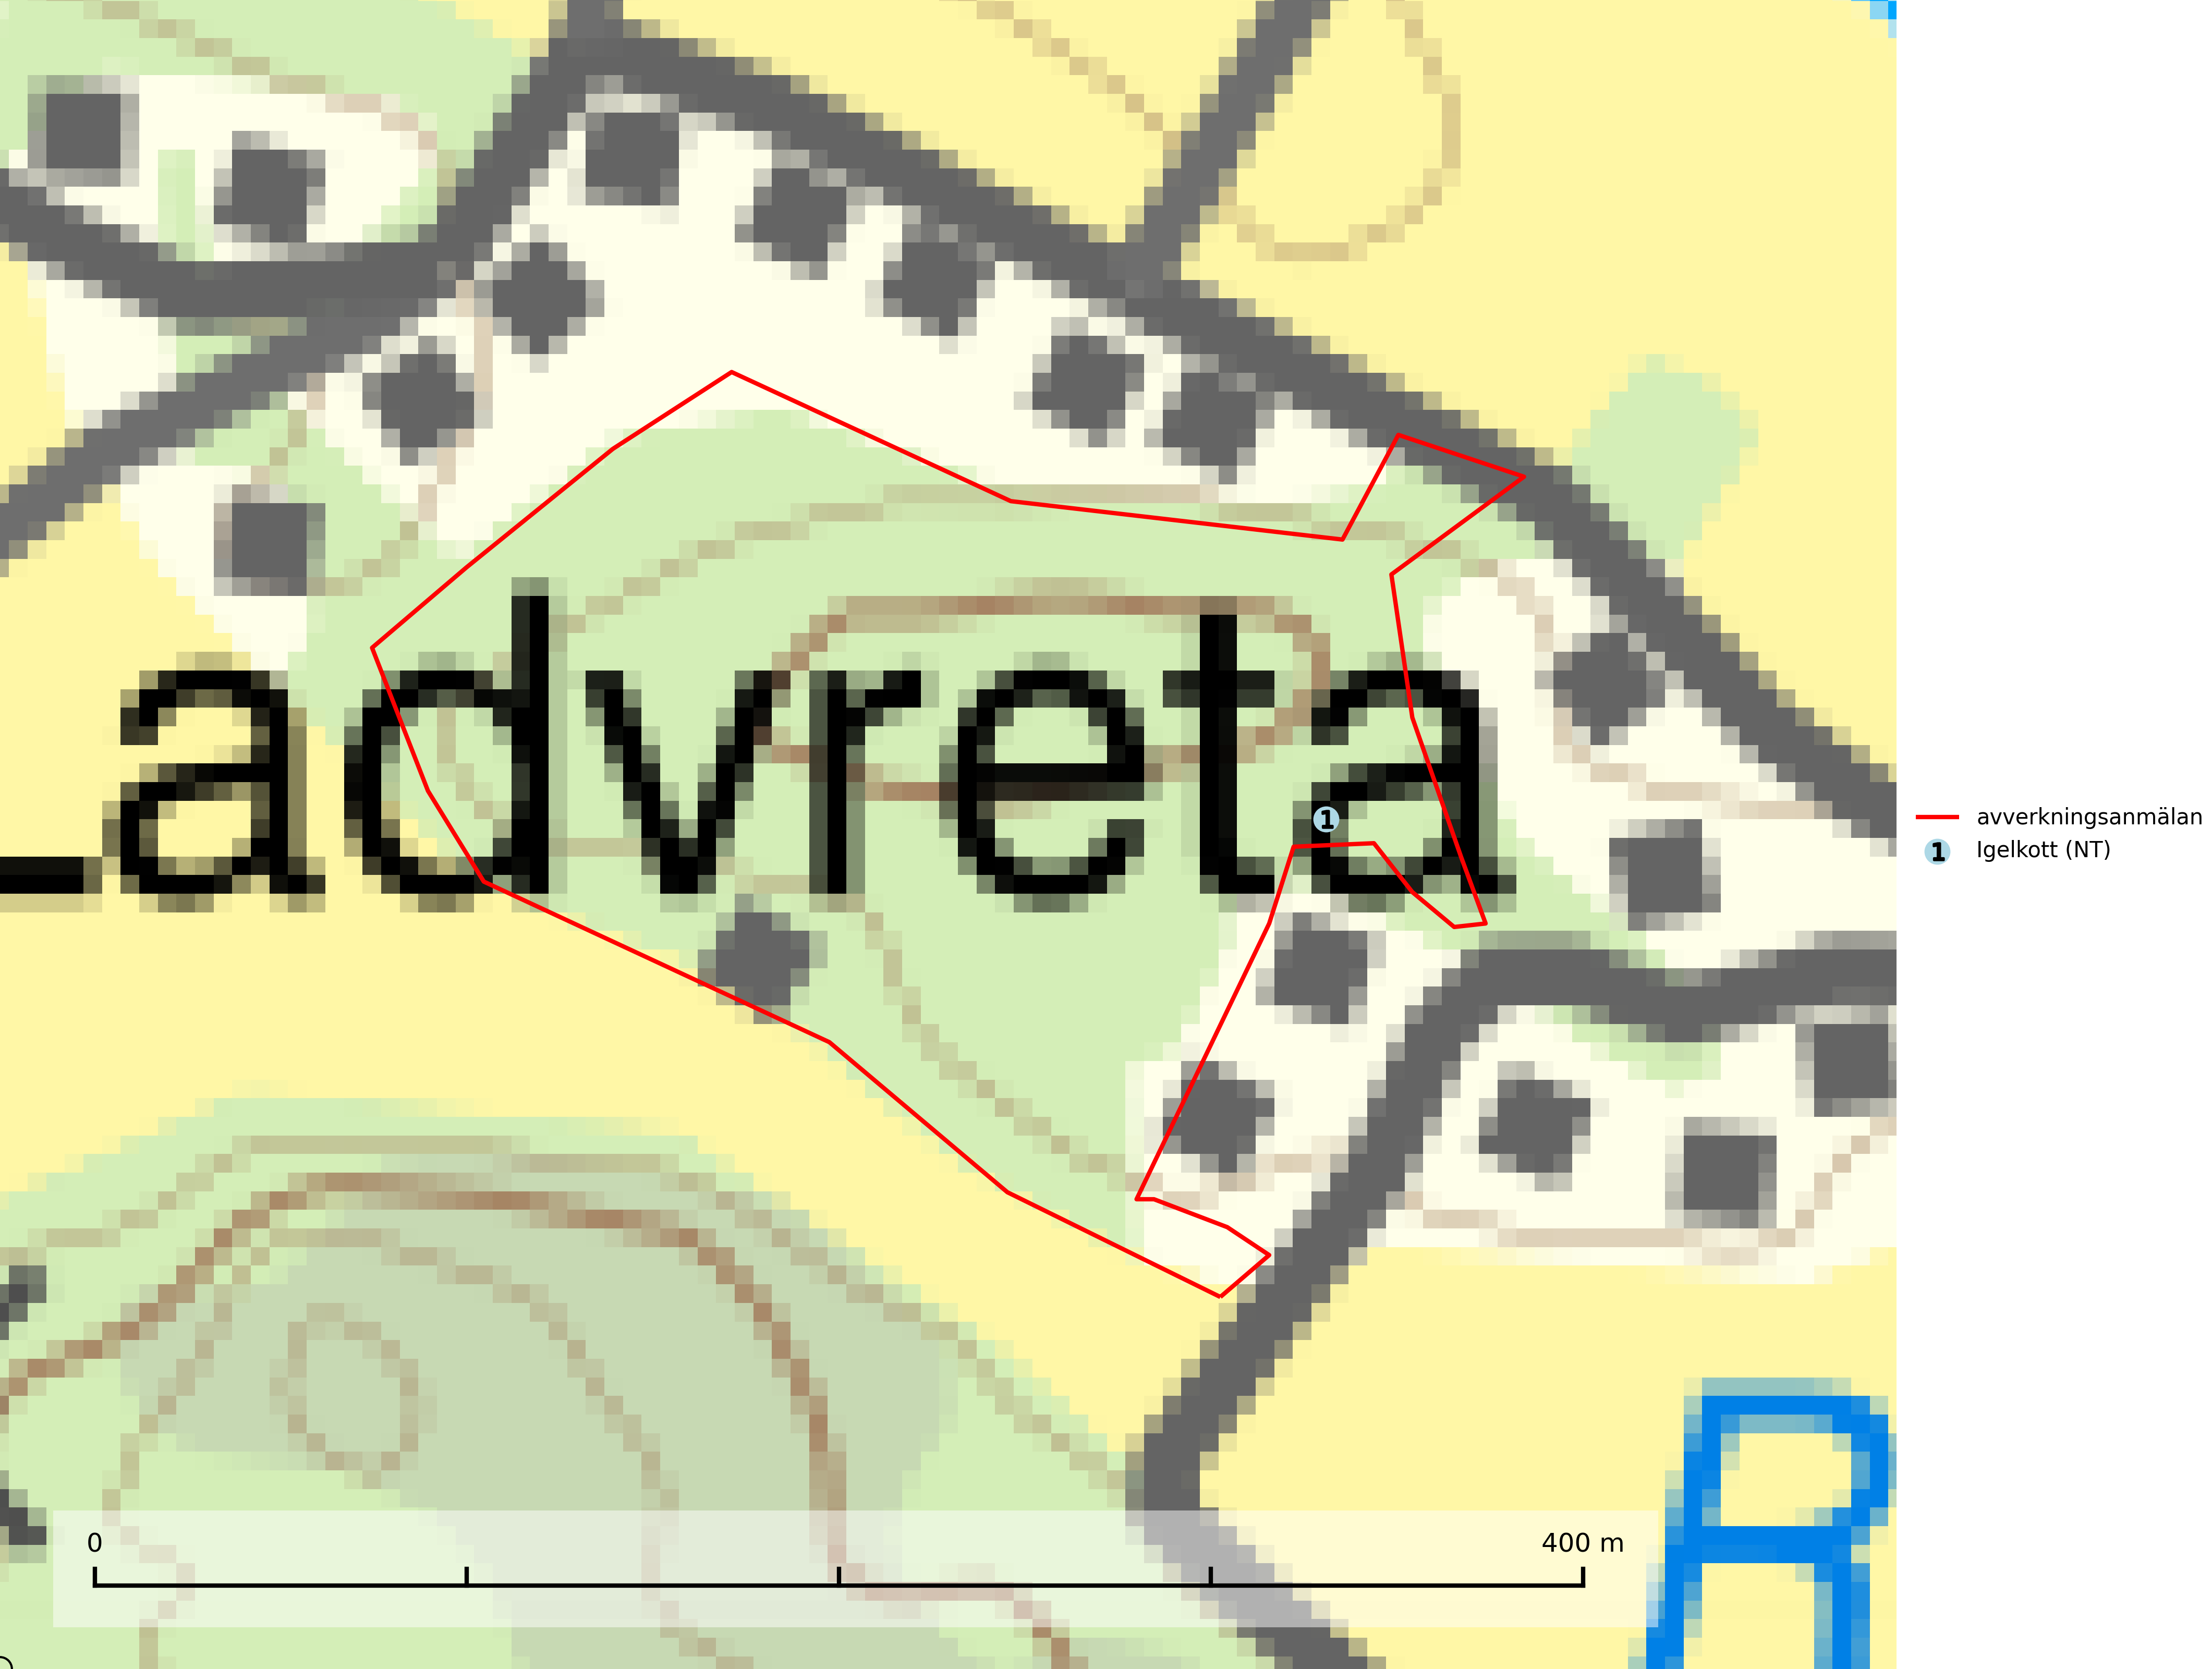 Ladvreta
1
avverkningsanmälan
1 Igelkott (NT)
0 400 m